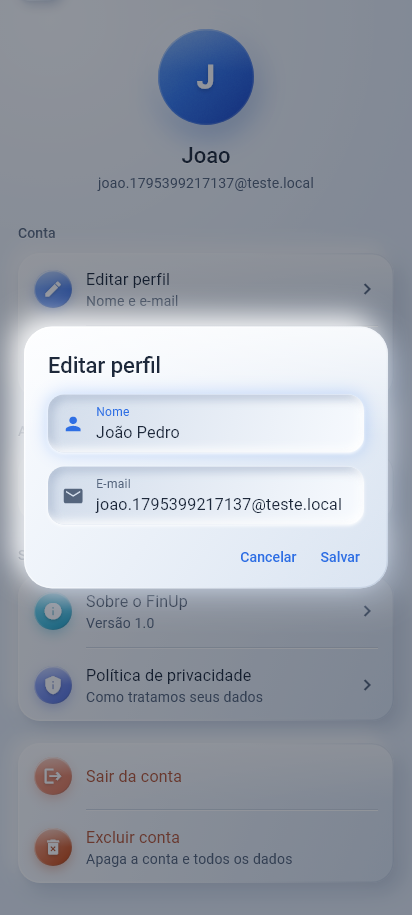 J
Joao
joao.1795399217137@teste.local
Conta
Editar perfil
Nome e e-mail
Editar perfil
Nome
João Pedro
E-mail
joao.1795399217137@teste.local
Cancelar
Salvar
Sobre o FinUp
Versão 1.0
Política de privacidade
Como tratamos seus dados
Sair da conta
Excluir conta
Apaga a conta e todos os dados